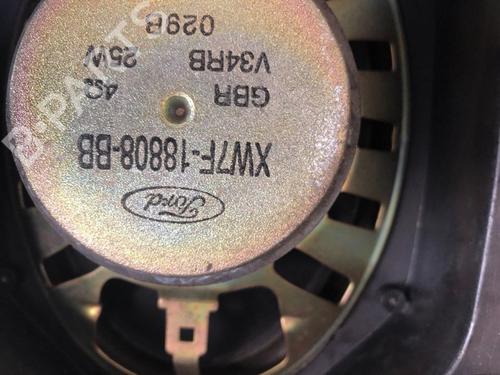 Ford
XW7F-18808-BB
GBR 4Ω
V34RB 25W
029B
B-PARTS